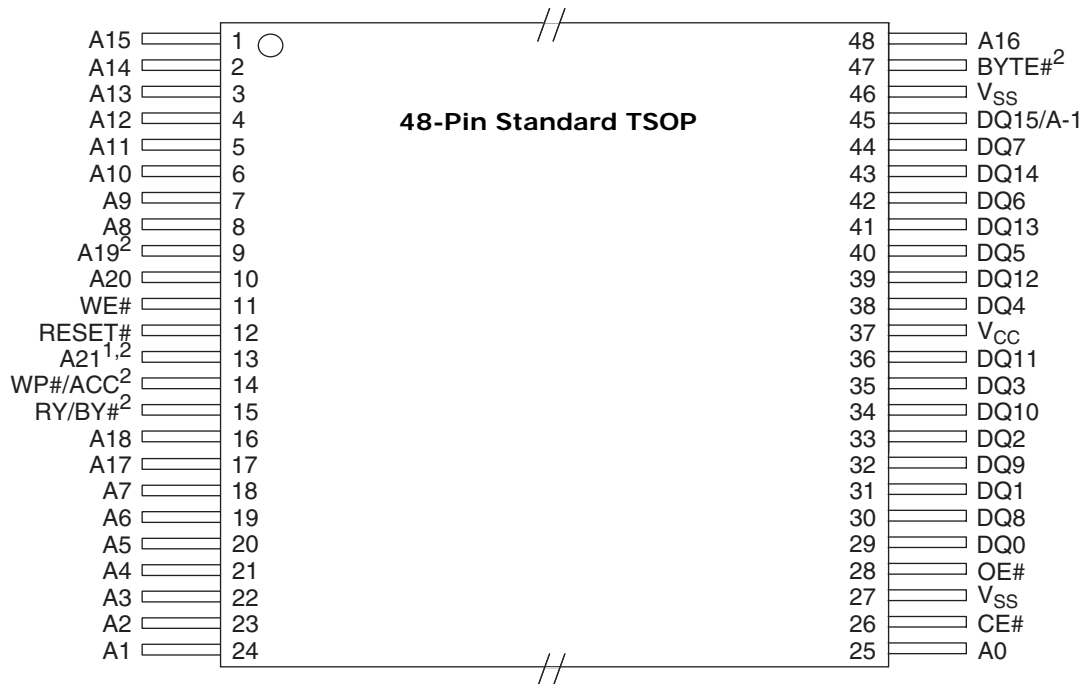 A15 1 48 A16
A14 2 47 BYTE#²
A13 3 46 VSS
A12 4 48-Pin Standard TSOP 45 DQ15/A-1
A11 5 44 DQ7
A10 6 43 DQ14
A9 7 42 DQ6
A8 8 41 DQ13
A19² 9 40 DQ5
A20 10 39 DQ12
WE# 11 38 DQ4
RESET# 12 37 VCC
A21¹,² 13 36 DQ11
WP#/ACC² 14 35 DQ3
RY/BY#² 15 34 DQ10
A18 16 33 DQ2
A17 17 32 DQ9
A7 18 31 DQ1
A6 19 30 DQ8
A5 20 29 DQ0
A4 21 28 OE#
A3 22 27 VSS
A2 23 26 CE#
A1 24 25 A0